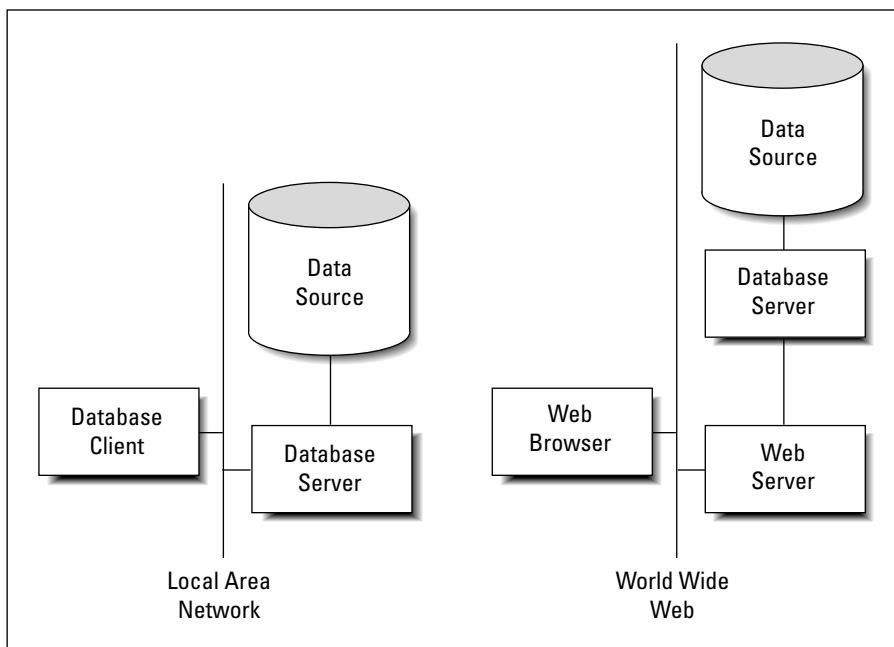 Data
Source
Database
Client
Database
Server
Local Area
Network
Data
Source
Database
Server
Web
Browser
Web
Server
World Wide
Web